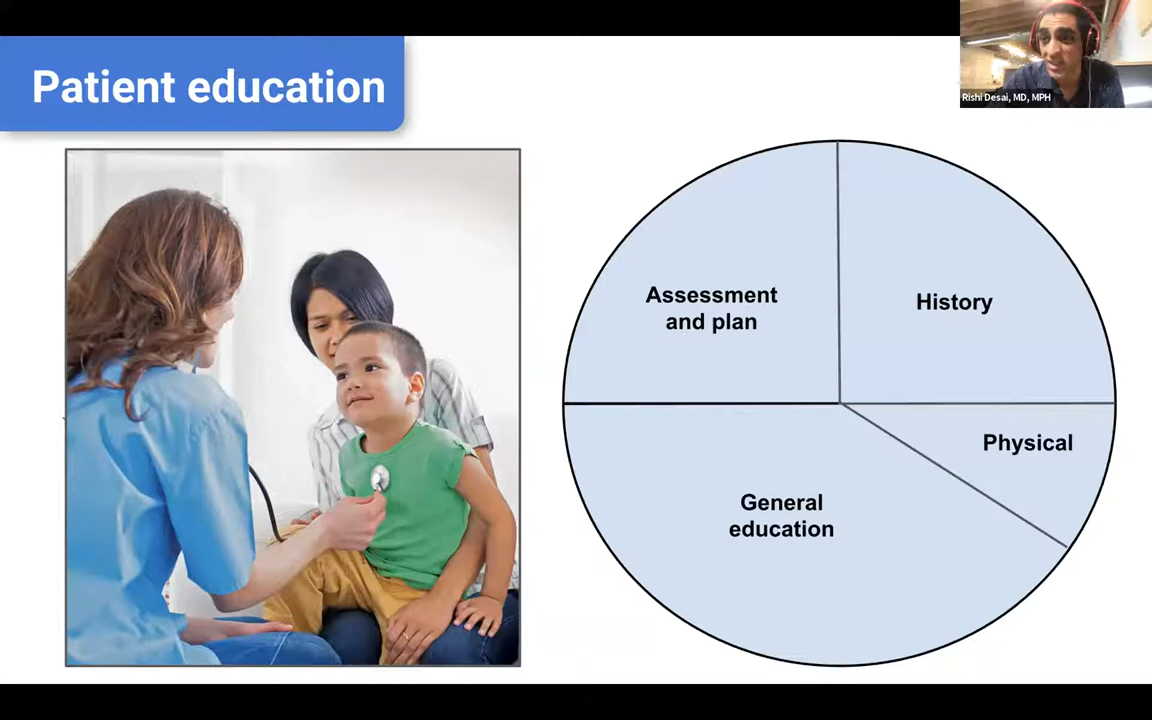 Patient education
Rishi Desai, MD, MPH
Assessment
and plan
History
Physical
General
education